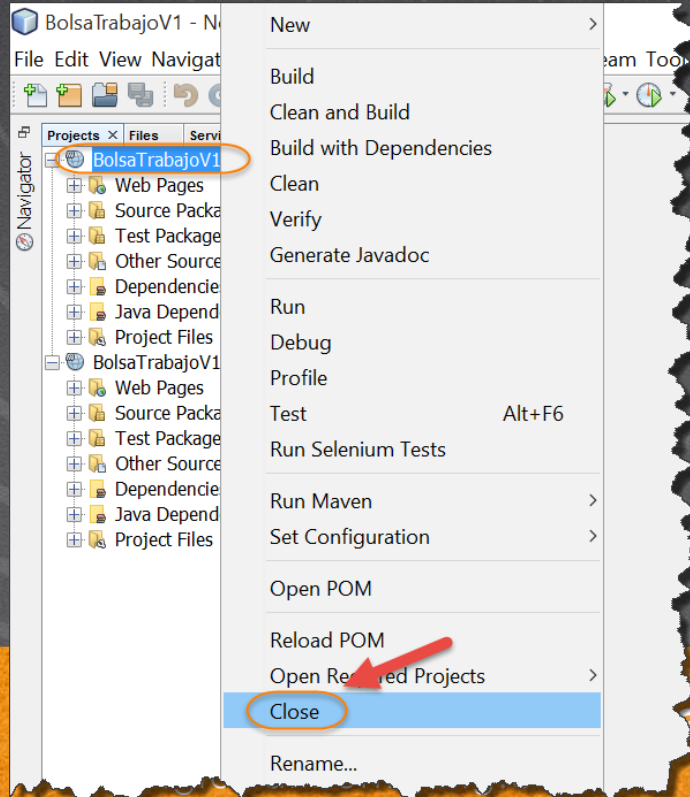 BolsaTrabajoV1 - N
File Edit View Navigat
eam Tool
Projects × Files Servi
Navigator
BolsaTrabajoV1
Web Pages
Source Packa
Test Package
Other Source
Dependencie
Java Depend
Project Files
BolsaTrabajoV1
Web Pages
Source Packa
Test Package
Other Source
Dependencie
Java Depend
Project Files
New
Build
Clean and Build
Build with Dependencies
Clean
Verify
Generate Javadoc
Run
Debug
Profile
Test Alt+F6
Run Selenium Tests
Run Maven
Set Configuration
Open POM
Reload POM
Open Required Projects
Close
Rename...